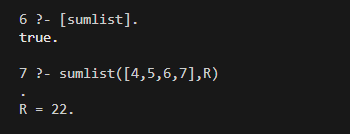 6 ?- [sumlist].
true.
7 ?- sumlist([4,5,6,7],R)
.
R = 22.